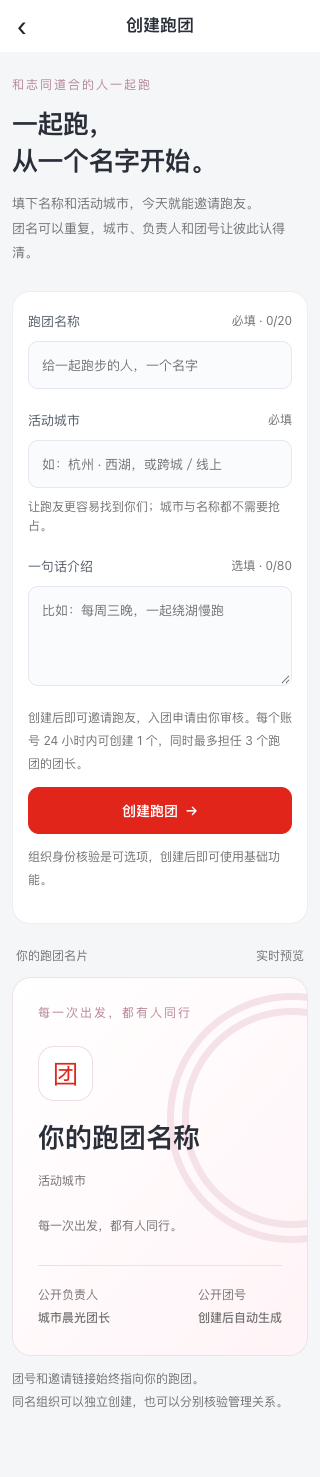 ‹ 创建跑团
和志同道合的人一起跑
一起跑，
从一个名字开始。
填下名称和活动城市，今天就能邀请跑友。
团名可以重复，城市、负责人和团号让彼此认得
清。
跑团名称 必填 · 0/20
给一起跑步的人，一个名字
活动城市 必填
如：杭州 · 西湖，或跨城 / 线上
让跑友更容易找到你们；城市与名称都不需要抢
占。
一句话介绍 选填 · 0/80
比如：每周三晚，一起绕湖慢跑
创建后即可邀请跑友，入团申请由你审核。每个账
号 24 小时内可创建 1 个，同时最多担任 3 个跑
团的团长。
创建跑团 →
组织身份核验是可选项，创建后即可使用基础功
能。
你的跑团名片 实时预览
每一次出发，都有人同行
团
你的跑团名称
活动城市
每一次出发，都有人同行。
公开负责人 公开团号
城市晨光团长 创建后自动生成
团号和邀请链接始终指向你的跑团。
同名组织可以独立创建，也可以分别核验管理关系。